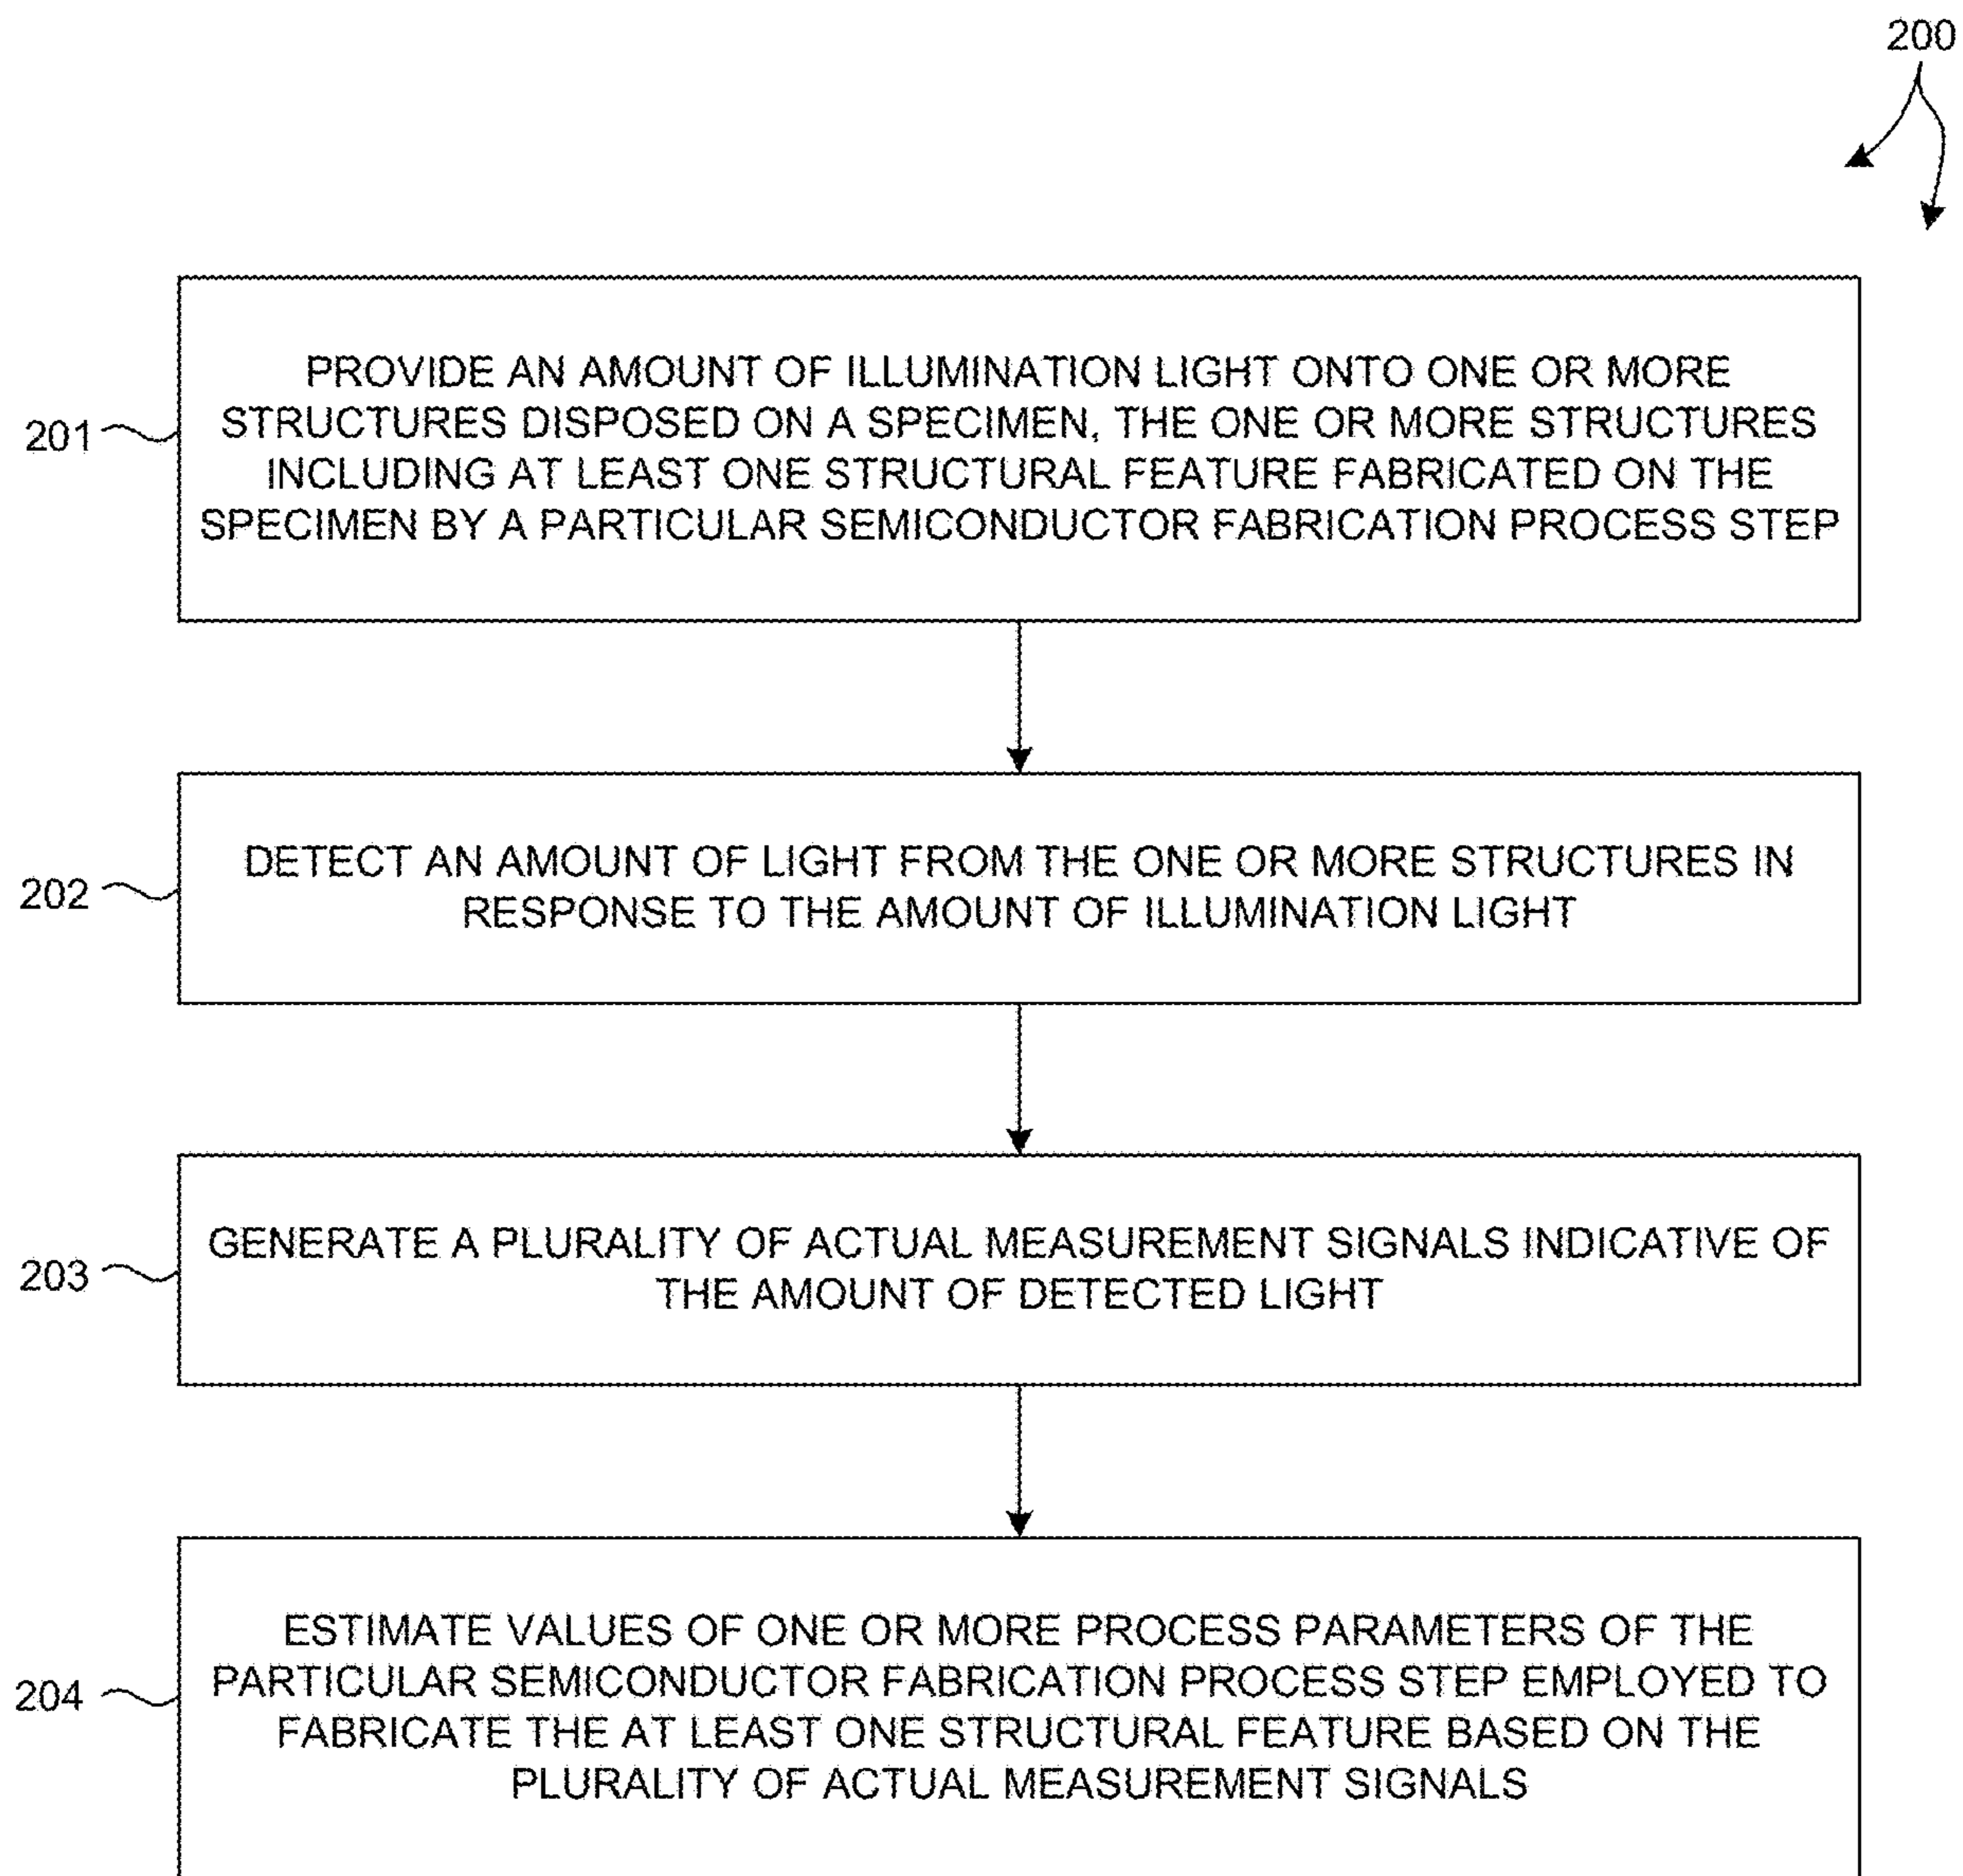 200
201
PROVIDE AN AMOUNT OF ILLUMINATION LIGHT ONTO ONE OR MORE
STRUCTURES DISPOSED ON A SPECIMEN, THE ONE OR MORE STRUCTURES
INCLUDING AT LEAST ONE STRUCTURAL FEATURE FABRICATED ON THE
SPECIMEN BY A PARTICULAR SEMICONDUCTOR FABRICATION PROCESS STEP
202
DETECT AN AMOUNT OF LIGHT FROM THE ONE OR MORE STRUCTURES IN
RESPONSE TO THE AMOUNT OF ILLUMINATION LIGHT
203
GENERATE A PLURALITY OF ACTUAL MEASUREMENT SIGNALS INDICATIVE OF
THE AMOUNT OF DETECTED LIGHT
204
ESTIMATE VALUES OF ONE OR MORE PROCESS PARAMETERS OF THE
PARTICULAR SEMICONDUCTOR FABRICATION PROCESS STEP EMPLOYED TO
FABRICATE THE AT LEAST ONE STRUCTURAL FEATURE BASED ON THE
PLURALITY OF ACTUAL MEASUREMENT SIGNALS